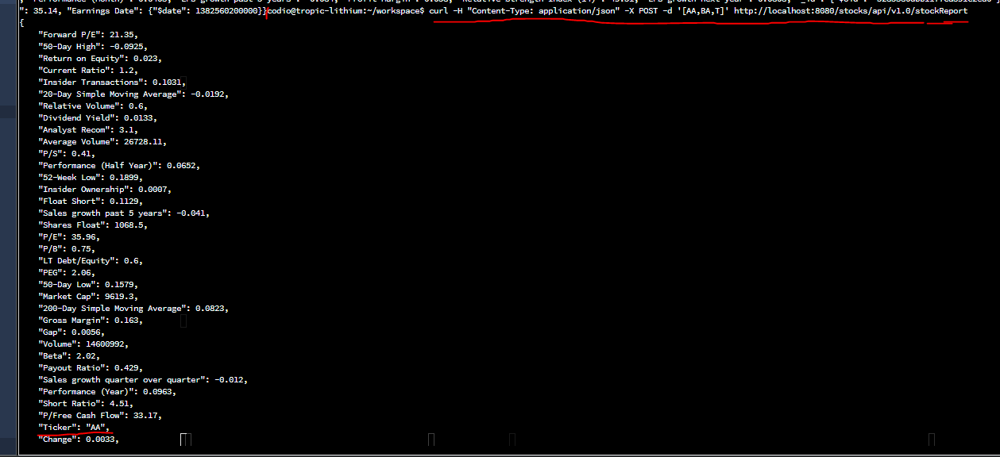 ": 35.14, "Earnings Date": {"$date": 1382560200000}}codio@tropic-lithium:~/workspace$ curl -H "Content-Type: application/json" -X POST -d '[AA,BA,T]' http://localhost:8080/stocks/api/v1.0/stockReport
{
"Forward P/E": 21.35,
"50-Day High": -0.0925,
"Return on Equity": 0.023,
"Current Ratio": 1.2,
"Insider Transactions": 0.1031,
"20-Day Simple Moving Average": -0.0192,
"Relative Volume": 0.6,
"Dividend Yield": 0.0133,
"Analyst Recom": 3.1,
"Average Volume": 26728.11,
"P/S": 0.41,
"Performance (Half Year)": 0.0652,
"52-Week Low": 0.1899,
"Insider Ownership": 0.0007,
"Float Short": 0.1129,
"Sales growth past 5 years": -0.041,
"Shares Float": 1068.5,
"P/E": 35.96,
"P/B": 0.75,
"LT Debt/Equity": 0.6,
"PEG": 2.06,
"50-Day Low": 0.1579,
"Market Cap": 9619.3,
"200-Day Simple Moving Average": 0.0823,
"Gross Margin": 0.163,
"Gap": 0.0056,
"Volume": 14600992,
"Beta": 2.02,
"Payout Ratio": 0.429,
"Sales growth quarter over quarter": -0.012,
"Performance (Year)": 0.0963,
"Short Ratio": 4.51,
"P/Free Cash Flow": 33.17,
"Ticker": "AA",
"Change": 0.0033,